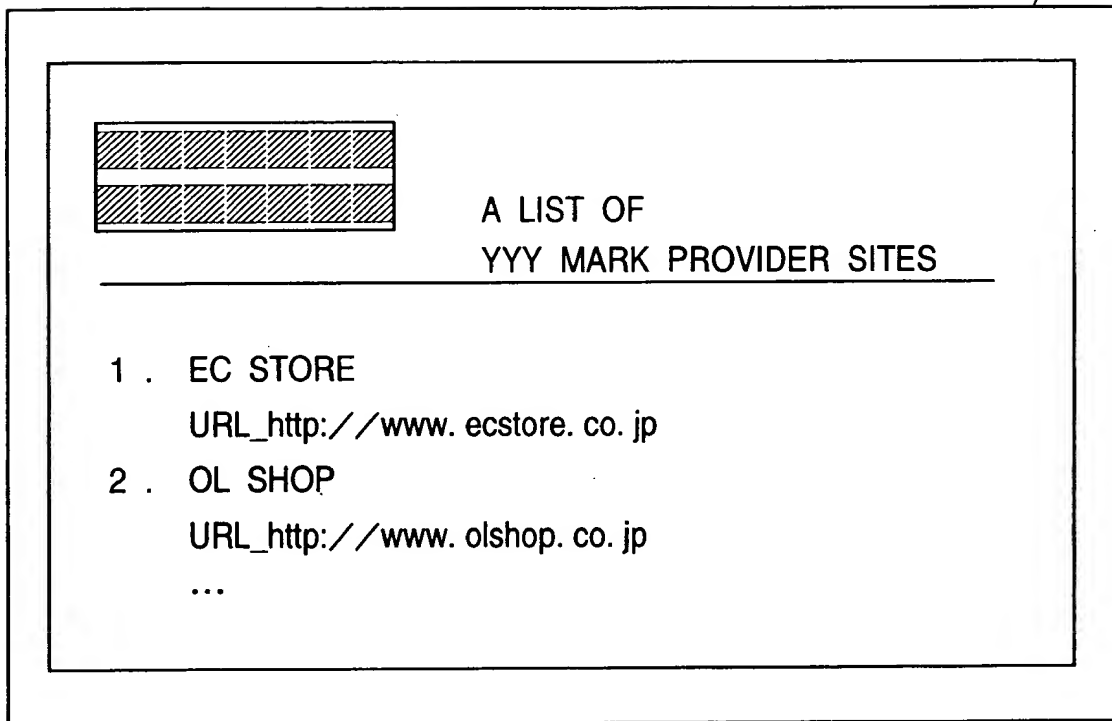 A LIST OF
YYY MARK PROVIDER SITES
1 . EC STORE
URL_http://www. ecstore. co. jp
2 . OL SHOP
URL_http://www. olshop. co. jp
...